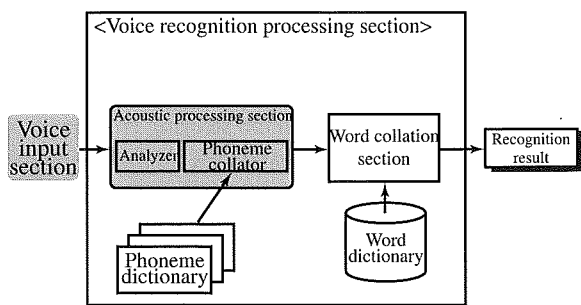 <Voice recognition processing section>
Voice
input
section
Acoustic processing section
Analyzer
Phoneme
collator
Word collation
section
Recognition
result
Phoneme
dictionary
Word
dictionary